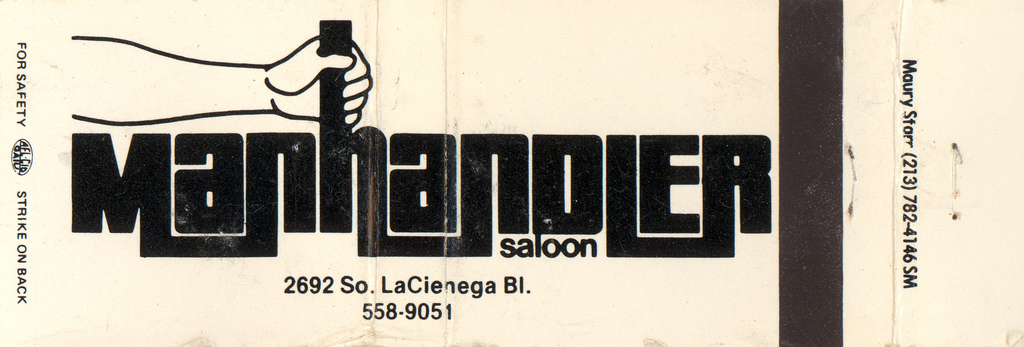 FOR SAFETY
STRIKE ON BACK
manhandler
saloon
2692 So. LaCienega Bl.
558-9051
Maury Starr (213) 782-4146 SM